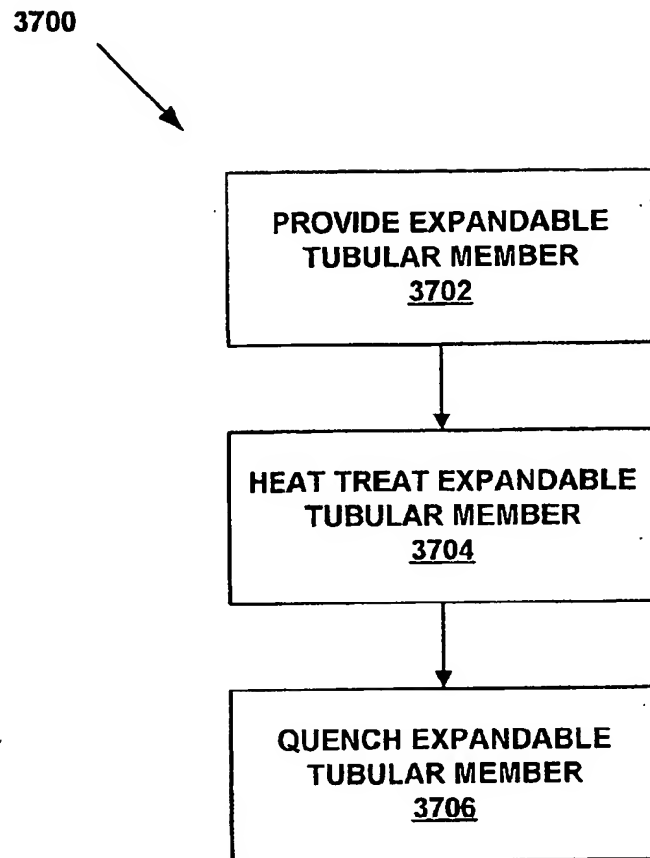 3700
PROVIDE EXPANDABLE
TUBULAR MEMBER
3702
HEAT TREAT EXPANDABLE
TUBULAR MEMBER
3704
QUENCH EXPANDABLE
TUBULAR MEMBER
3706